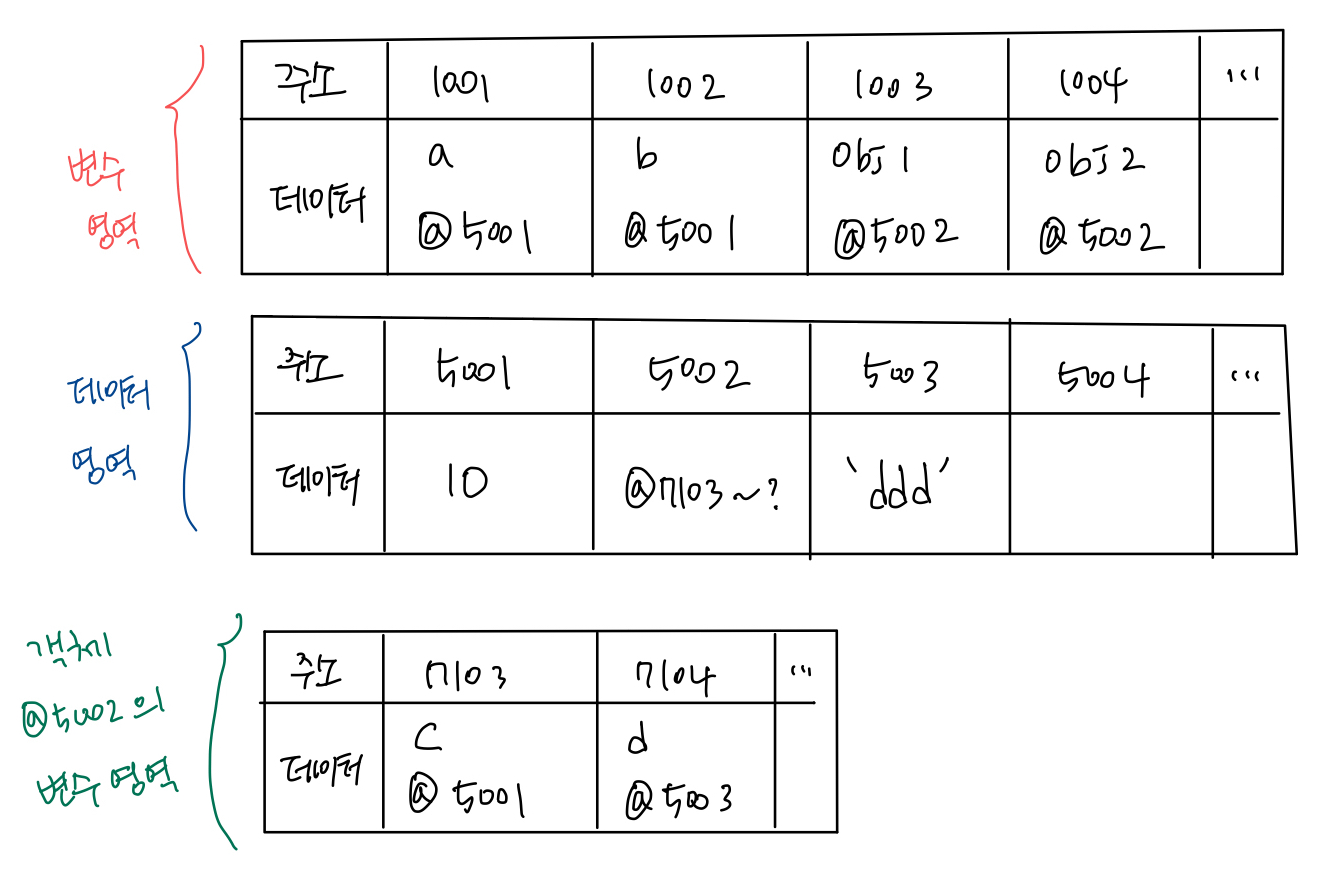 변수
영역
주소 1001 1002 1003 1004 ...
데이터
a b obj1 obj2
@5001 @5001 @5002 @5002
데이터
영역
주소 5001 5002 5003 5004 ...
데이터 10 @7103~? 'ddd'
객체
@5002의
변수 영역
주소 7103 7104 ...
데이터
c d
@5001 @5003